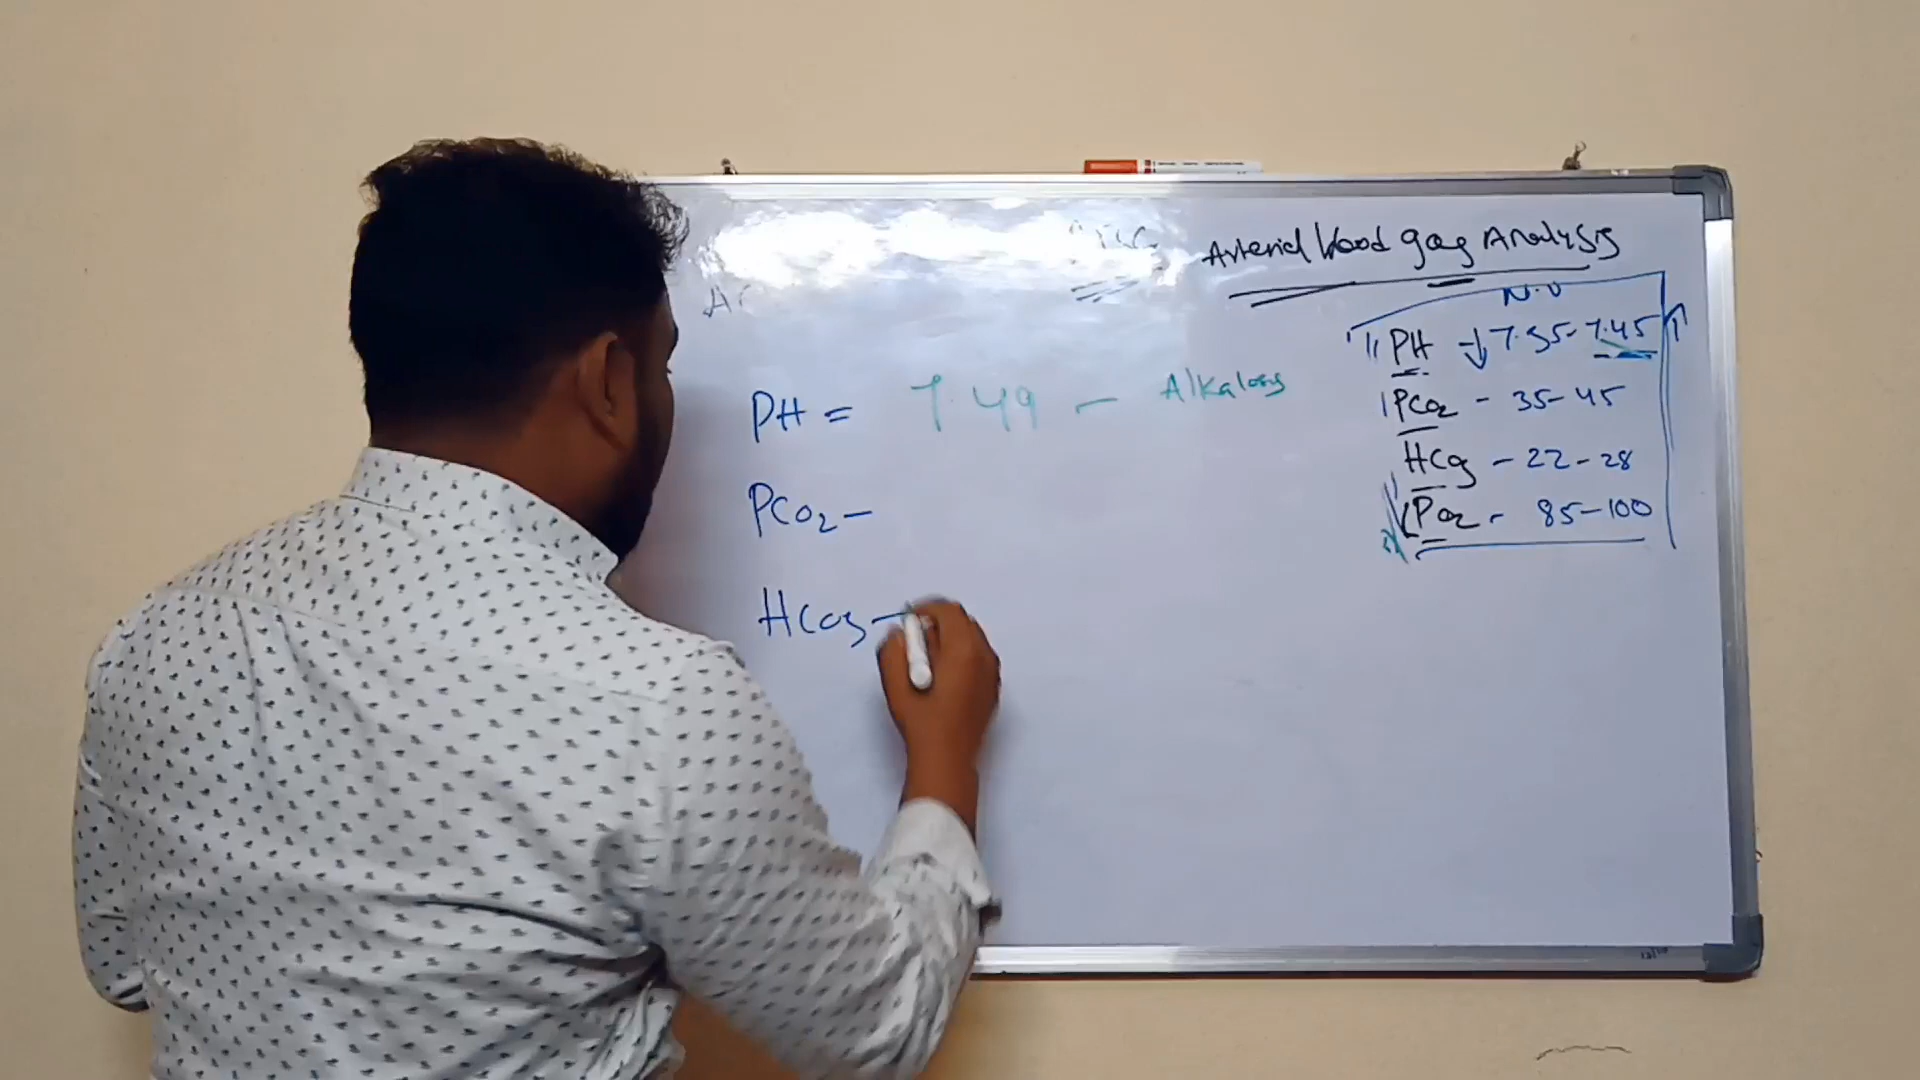 Arterial blood gas Analysis
N.V
PH - ↓ 7.35-7.45 ↑
PCO2 - 35-45
HCO3 - 22-28
PO2 - 85-100
PH = 7.49 - Alkalosis
PCO2 -
HCO3 -